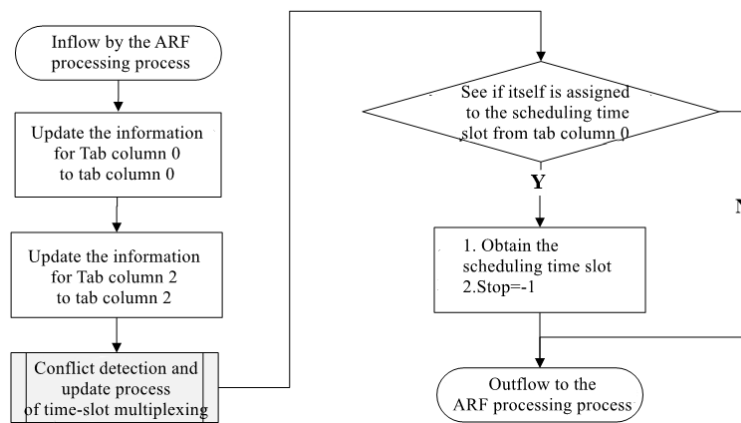 Inflow by the ARF
processing process
Update the information
for Tab column 0
to tab column 0
Update the information
for Tab column 2
to tab column 2
Conflict detection and
update process
of time-slot multiplexing
See if itself is assigned
to the scheduling time
slot from tab column 0
Y
N
1. Obtain the
scheduling time slot
2.Stop=-1
Outflow to the
ARF processing process